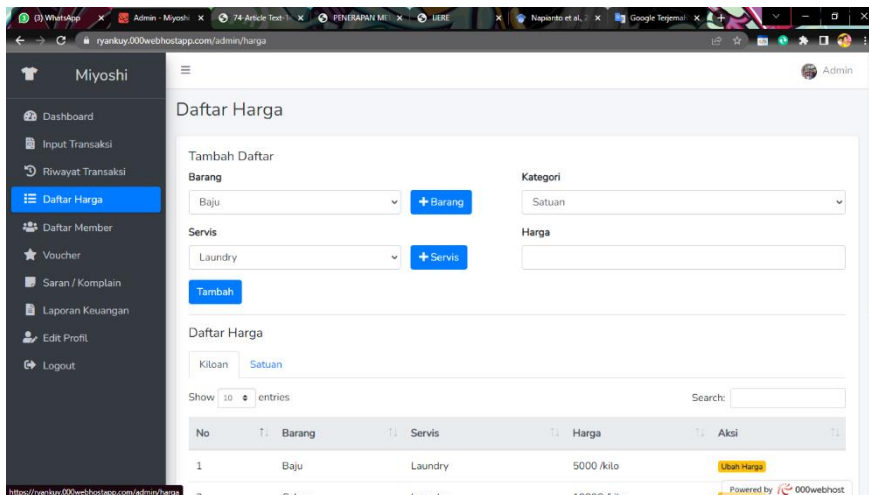 (3) WhatsApp
Admin - Miyoshi
74-Article Text-1
PENERAPAN ME
IJERE
Napianto et al, 2
Google Terjemah
ryankuy.000webhostapp.com/admin/harga
Miyoshi
Admin
Dashboard
Input Transaksi
Riwayat Transaksi
Daftar Harga
Daftar Member
Voucher
Saran / Komplain
Laporan Keuangan
Edit Profil
Logout
Daftar Harga
Tambah Daftar
Barang
Kategori
Baju
+ Barang
Satuan
Servis
Harga
Laundry
+ Servis
Tambah
Daftar Harga
Kiloan Satuan
Show 10 entries
Search:
No Barang Servis Harga Aksi
1 Baju Laundry 5000 /kilo Ubah Harga
Powered by 000webhost
https://ryankuy.000webhostapp.com/admin/harga